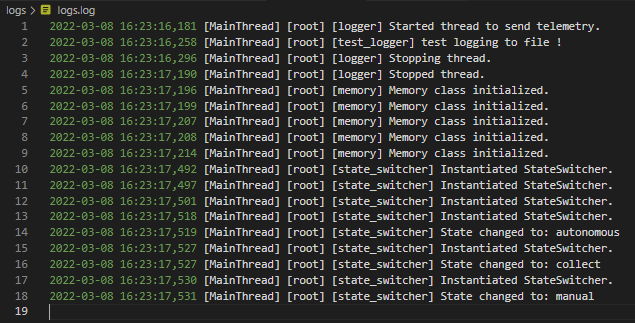 logs > logs.log
1 2022-03-08 16:23:16,181 [MainThread] [root] [logger] Started thread to send telemetry.
2 2022-03-08 16:23:16,258 [MainThread] [root] [test_logger] test logging to file !
3 2022-03-08 16:23:16,296 [MainThread] [root] [logger] Stopping thread.
4 2022-03-08 16:23:17,190 [MainThread] [root] [logger] Stopped thread.
5 2022-03-08 16:23:17,196 [MainThread] [root] [memory] Memory class initialized.
6 2022-03-08 16:23:17,199 [MainThread] [root] [memory] Memory class initialized.
7 2022-03-08 16:23:17,207 [MainThread] [root] [memory] Memory class initialized.
8 2022-03-08 16:23:17,208 [MainThread] [root] [memory] Memory class initialized.
9 2022-03-08 16:23:17,214 [MainThread] [root] [memory] Memory class initialized.
10 2022-03-08 16:23:17,492 [MainThread] [root] [state_switcher] Instantiated StateSwitcher.
11 2022-03-08 16:23:17,497 [MainThread] [root] [state_switcher] Instantiated StateSwitcher.
12 2022-03-08 16:23:17,501 [MainThread] [root] [state_switcher] Instantiated StateSwitcher.
13 2022-03-08 16:23:17,518 [MainThread] [root] [state_switcher] Instantiated StateSwitcher.
14 2022-03-08 16:23:17,519 [MainThread] [root] [state_switcher] State changed to: autonomous
15 2022-03-08 16:23:17,527 [MainThread] [root] [state_switcher] Instantiated StateSwitcher.
16 2022-03-08 16:23:17,527 [MainThread] [root] [state_switcher] State changed to: collect
17 2022-03-08 16:23:17,530 [MainThread] [root] [state_switcher] Instantiated StateSwitcher.
18 2022-03-08 16:23:17,531 [MainThread] [root] [state_switcher] State changed to: manual
19